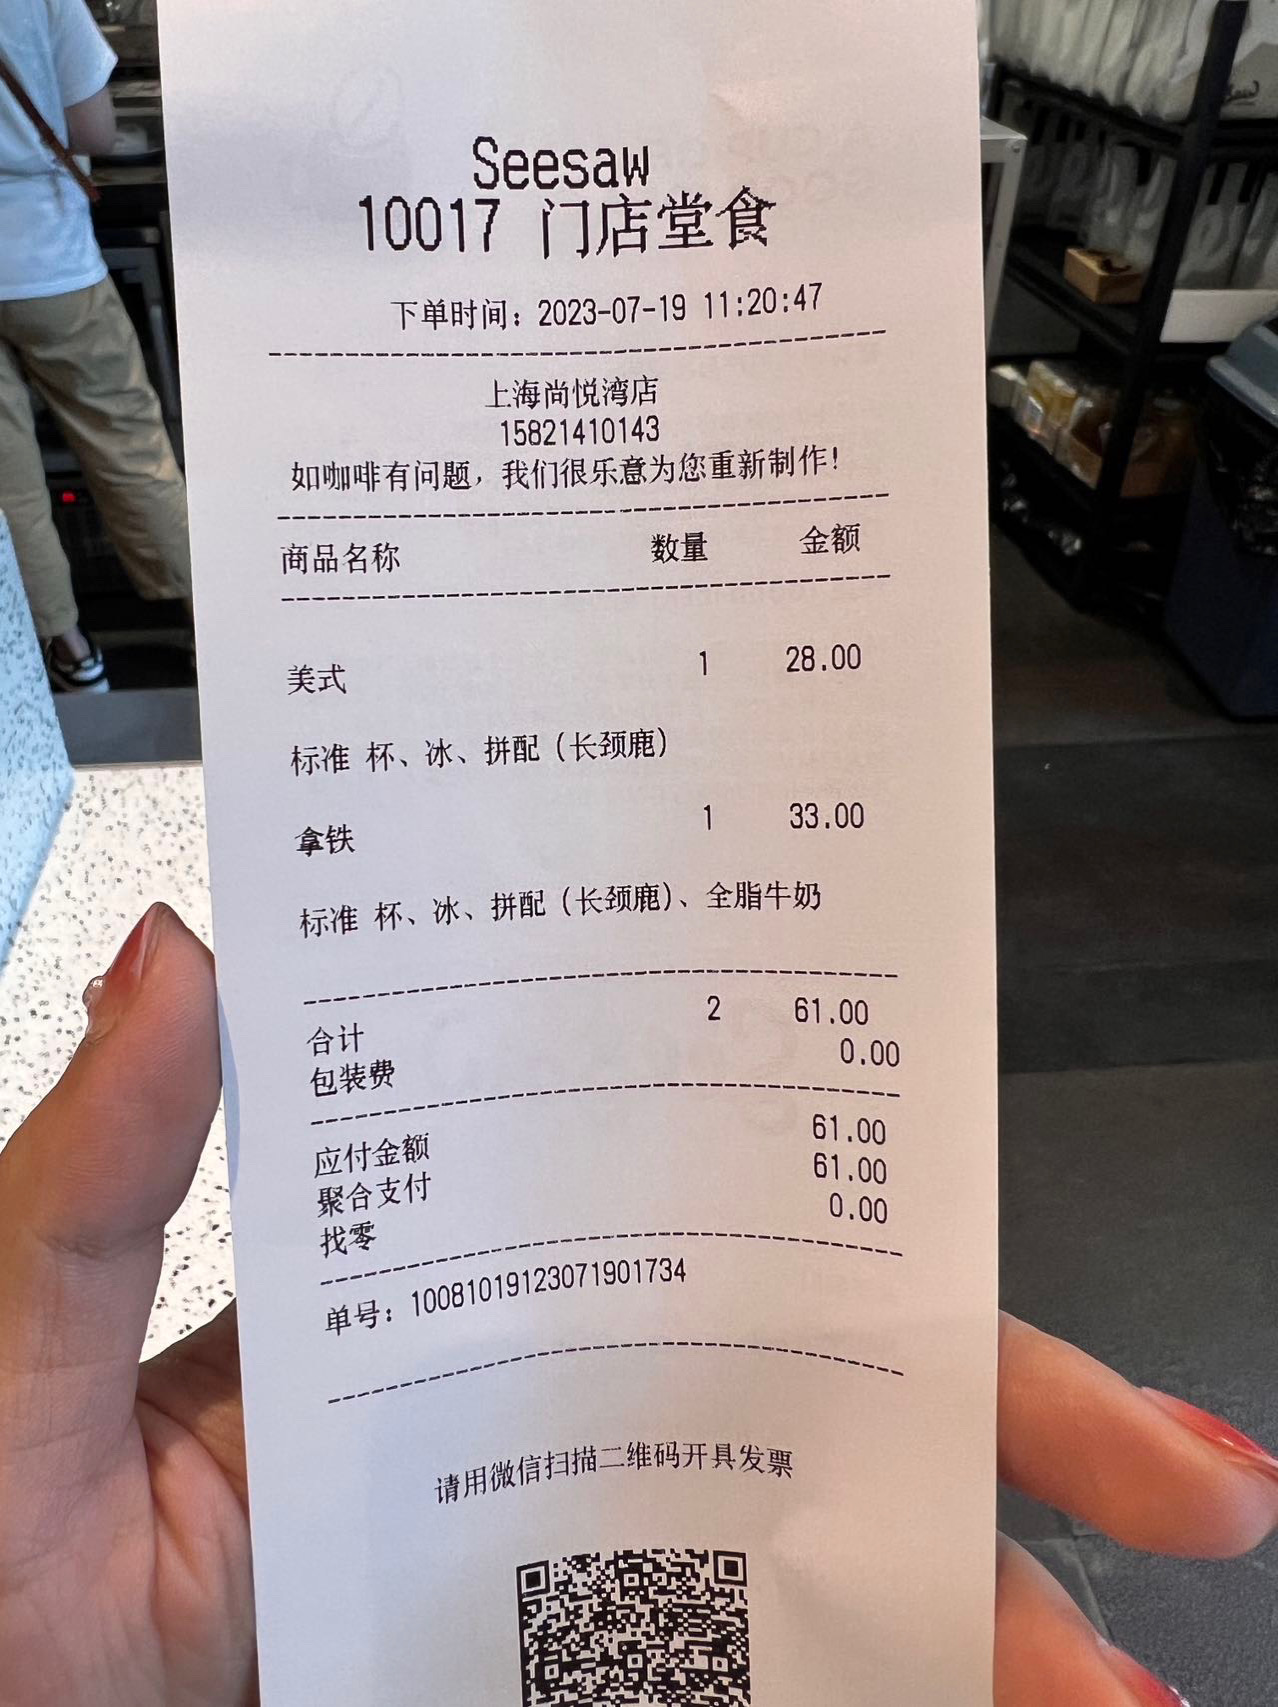 Seesaw
10017 门店堂食
下单时间：2023-07-19 11:20:47
上海尚悦湾店
15821410143
如咖啡有问题，我们很乐意为您重新制作！
商品名称 数量 金额
美式 1 28.00
标准 杯、冰、拼配（长颈鹿）
拿铁 1 33.00
标准 杯、冰、拼配（长颈鹿）、全脂牛奶
合计 2 61.00
包装费 0.00
应付金额 61.00
聚合支付 61.00
找零 0.00
单号：10081019123071901734
请用微信扫描二维码开具发票